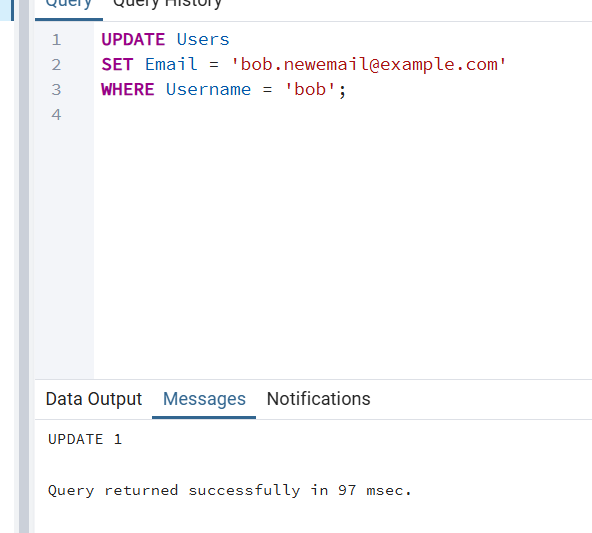 Query Query History
1 UPDATE Users
2 SET Email = 'bob.newemail@example.com'
3 WHERE Username = 'bob';
4
Data Output Messages Notifications
UPDATE 1
Query returned successfully in 97 msec.